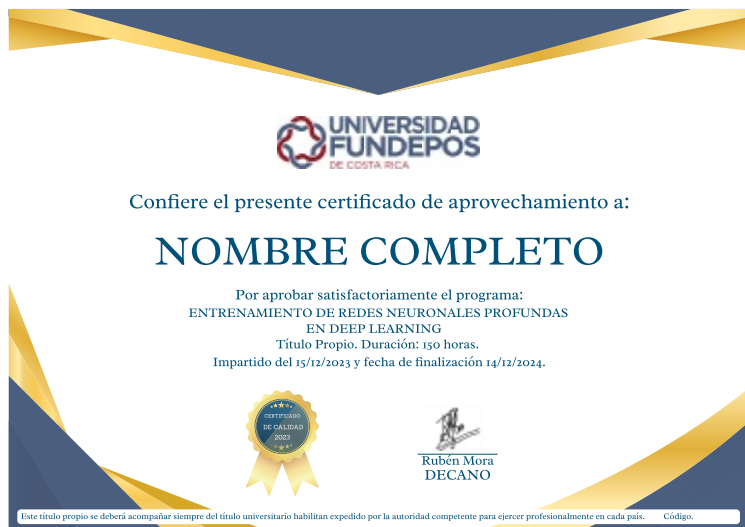 UNIVERSIDAD
FUNDEPOS
DE COSTA RICA
Confiere el presente certificado de aprovechamiento a:
NOMBRE COMPLETO
Por aprobar satisfactoriamente el programa:
ENTRENAMIENTO DE REDES NEURONALES PROFUNDAS
EN DEEP LEARNING
Título Propio. Duración: 150 horas.
Impartido del 15/12/2023 y fecha de finalización 14/12/2024.
CERTIFICADO
DE CALIDAD
2023
Rubén Mora
DECANO
Este título propio se deberá acompañar siempre del título universitario habilitan expedido por la autoridad competente para ejercer profesionalmente en cada país. Código.